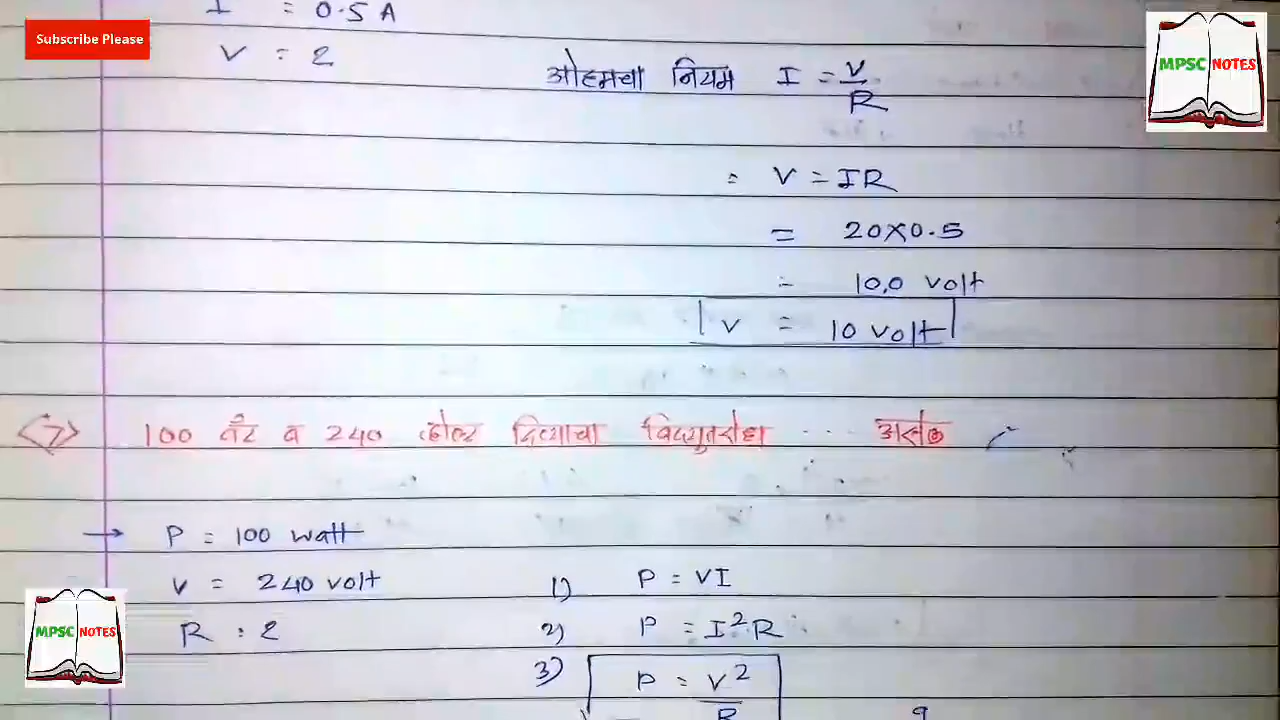 I = 0.5 A
Subscribe Please
V = ?
MPSC NOTES
ओहमचा नियम I = V/R
= V = IR
= 20×0.5
= 10.0 volt
V = 10 volt
<7> 100 वॅट व 240 व्होल्ट दिव्याचा विद्युतरोध ... असेल
→ P = 100 watt
V = 240 volt
1) P = VI
MPSC NOTES
R = ?
2) P = I²R
3) P = V²/R